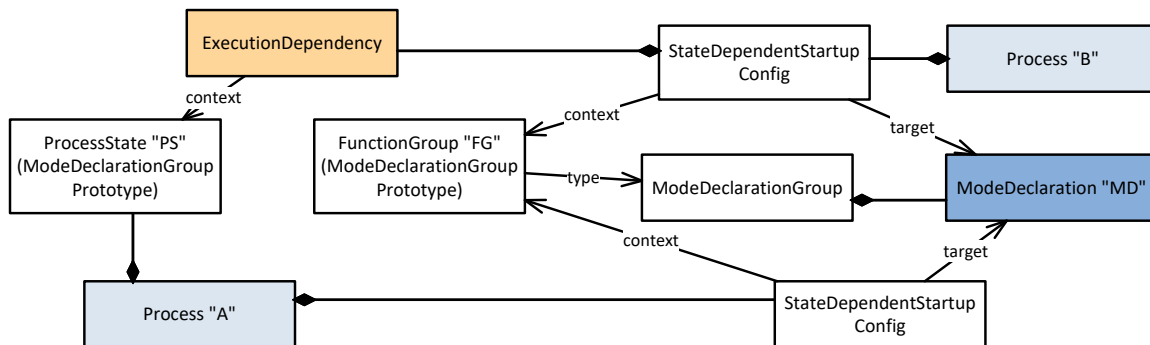 ExecutionDependency
StateDependentStartup
Config
Process "B"
context
context
target
ProcessState "PS"
(ModeDeclarationGroup
Prototype)
FunctionGroup "FG"
(ModeDeclarationGroup
Prototype)
type
ModeDeclarationGroup
ModeDeclaration "MD"
context
target
Process "A"
StateDependentStartup
Config